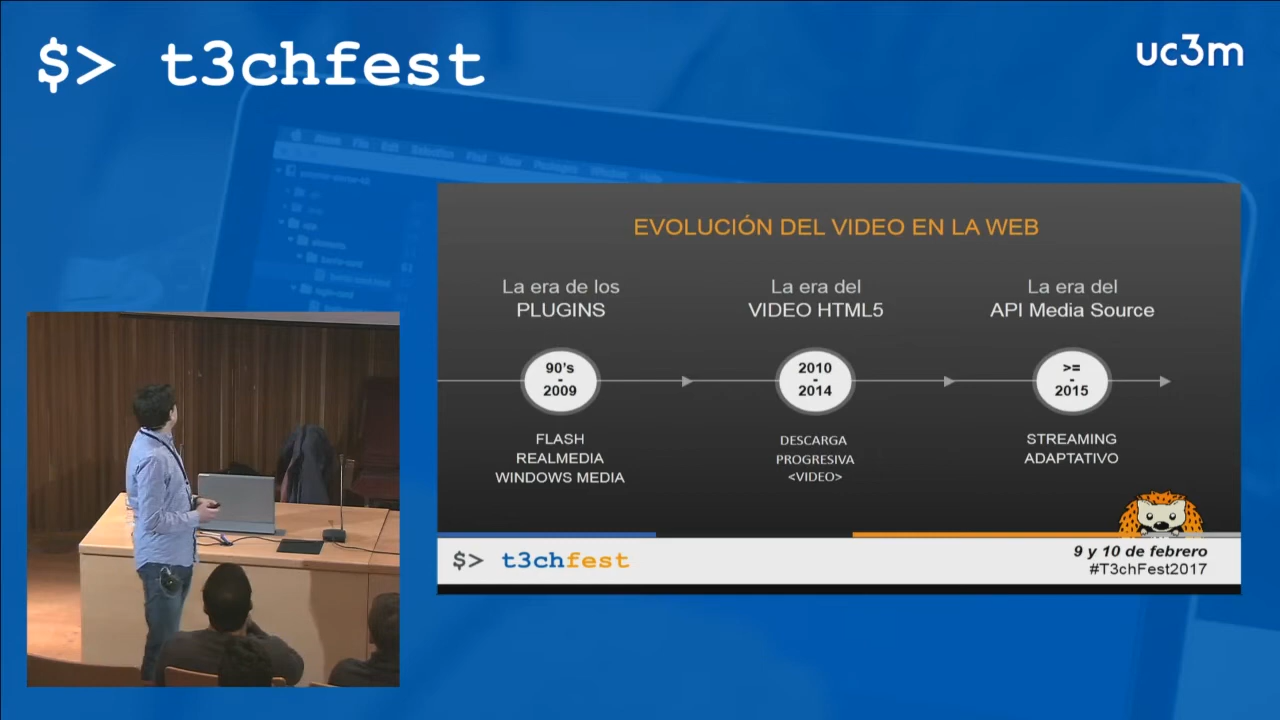 $> t3chfest
uc3m
EVOLUCIÓN DEL VIDEO EN LA WEB
La era de los
PLUGINS
La era del
VIDEO HTML5
La era del
API Media Source
90's
-
2009
2010
-
2014
>=
-
2015
FLASH
REALMEDIA
WINDOWS MEDIA
DESCARGA
PROGRESIVA
<VIDEO>
STREAMING
ADAPTATIVO
$> t3chfest
9 y 10 de febrero
#T3chFest2017